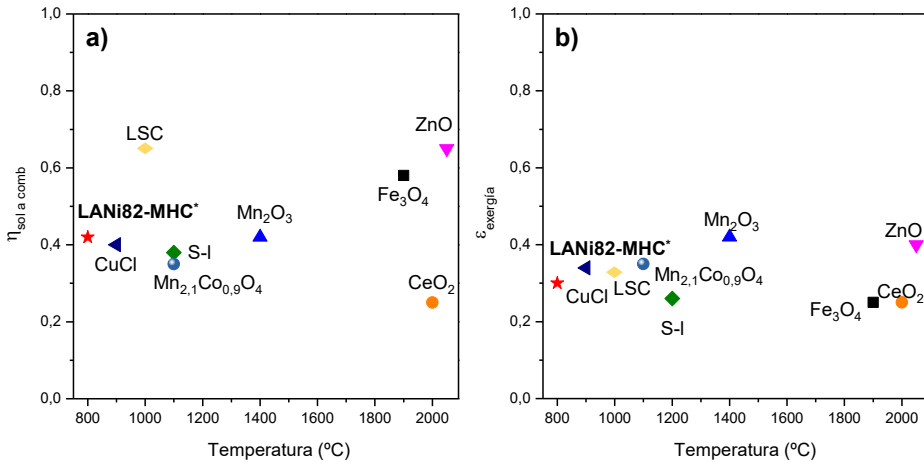 a)
1,0
0,8
0,6
0,4
0,2
0,0
η sol a comb
LSC
ZnO
Fe3O4
LANi82-MHC*
Mn2O3
CuCl
S-I
Mn2,1Co0,9O4
CeO2
800 1000 1200 1400 1600 1800 2000
Temperatura (ºC)
b)
1,0
0,8
0,6
0,4
0,2
0,0
ε exergía
Mn2O3
ZnO
LANi82-MHC*
CuCl
LSC
Mn2,1Co0,9O4
CeO2
Fe3O4
S-I
800 1000 1200 1400 1600 1800 2000
Temperatura (ºC)